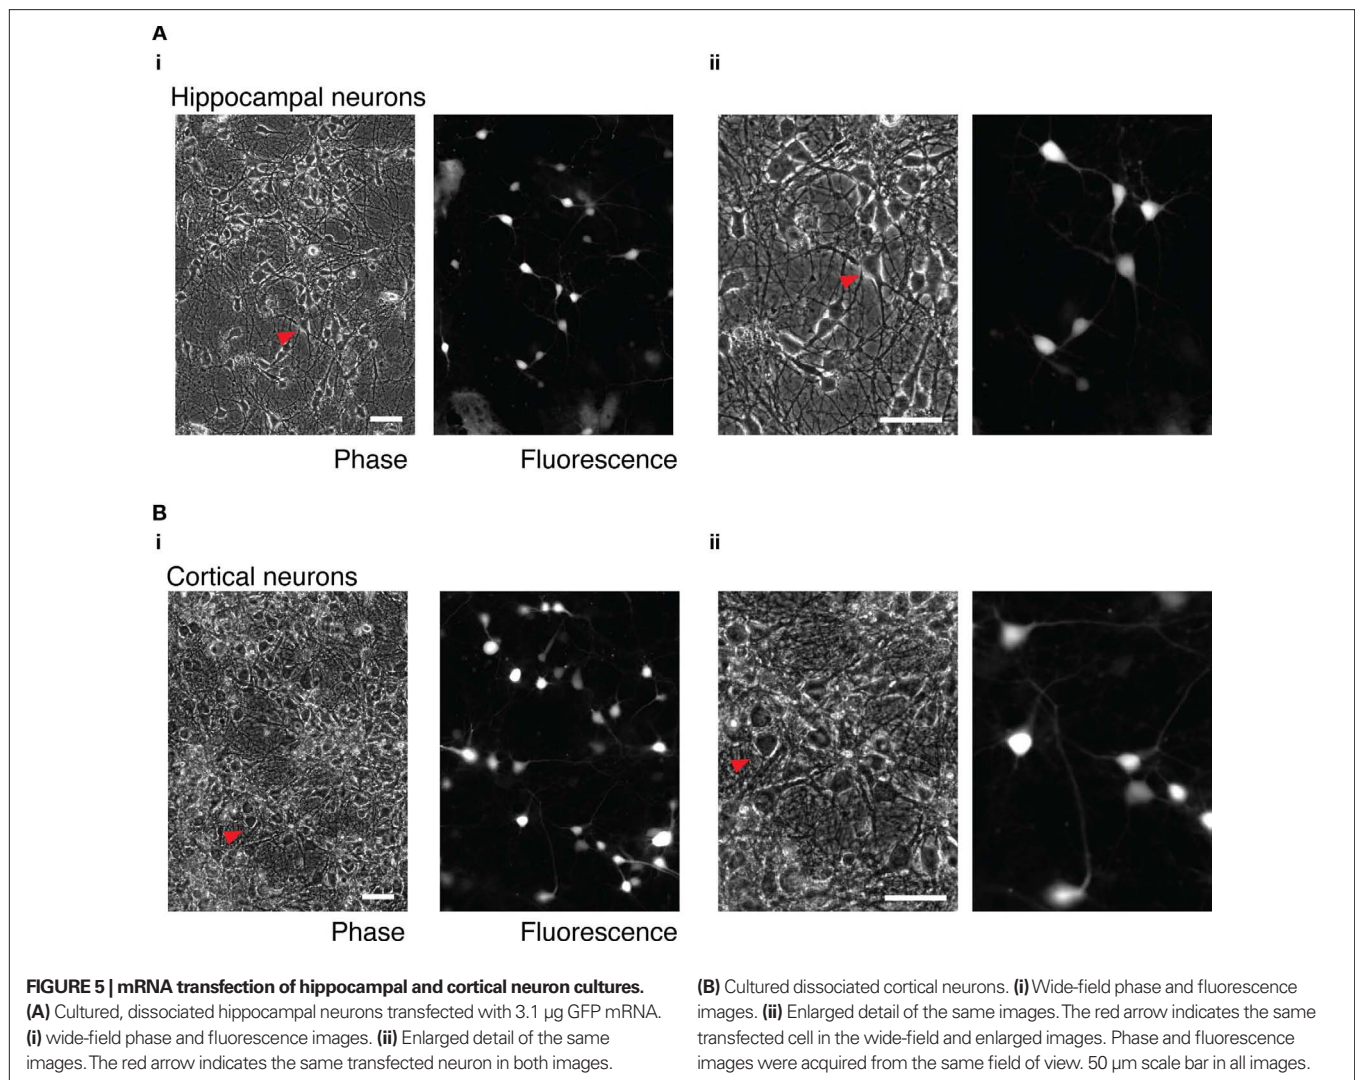 A
i
ii
Hippocampal neurons
Phase
Fluorescence
B
i
ii
Cortical neurons
Phase
Fluorescence
FIGURE 5 | mRNA transfection of hippocampal and cortical neuron cultures.
(A) Cultured, dissociated hippocampal neurons transfected with 3.1 µg GFP mRNA.
(i) wide-field phase and fluorescence images. (ii) Enlarged detail of the same
images. The red arrow indicates the same transfected neuron in both images.
(B) Cultured dissociated cortical neurons. (i) Wide-field phase and fluorescence
images. (ii) Enlarged detail of the same images. The red arrow indicates the same
transfected cell in the wide-field and enlarged images. Phase and fluorescence
images were acquired from the same field of view. 50 µm scale bar in all images.